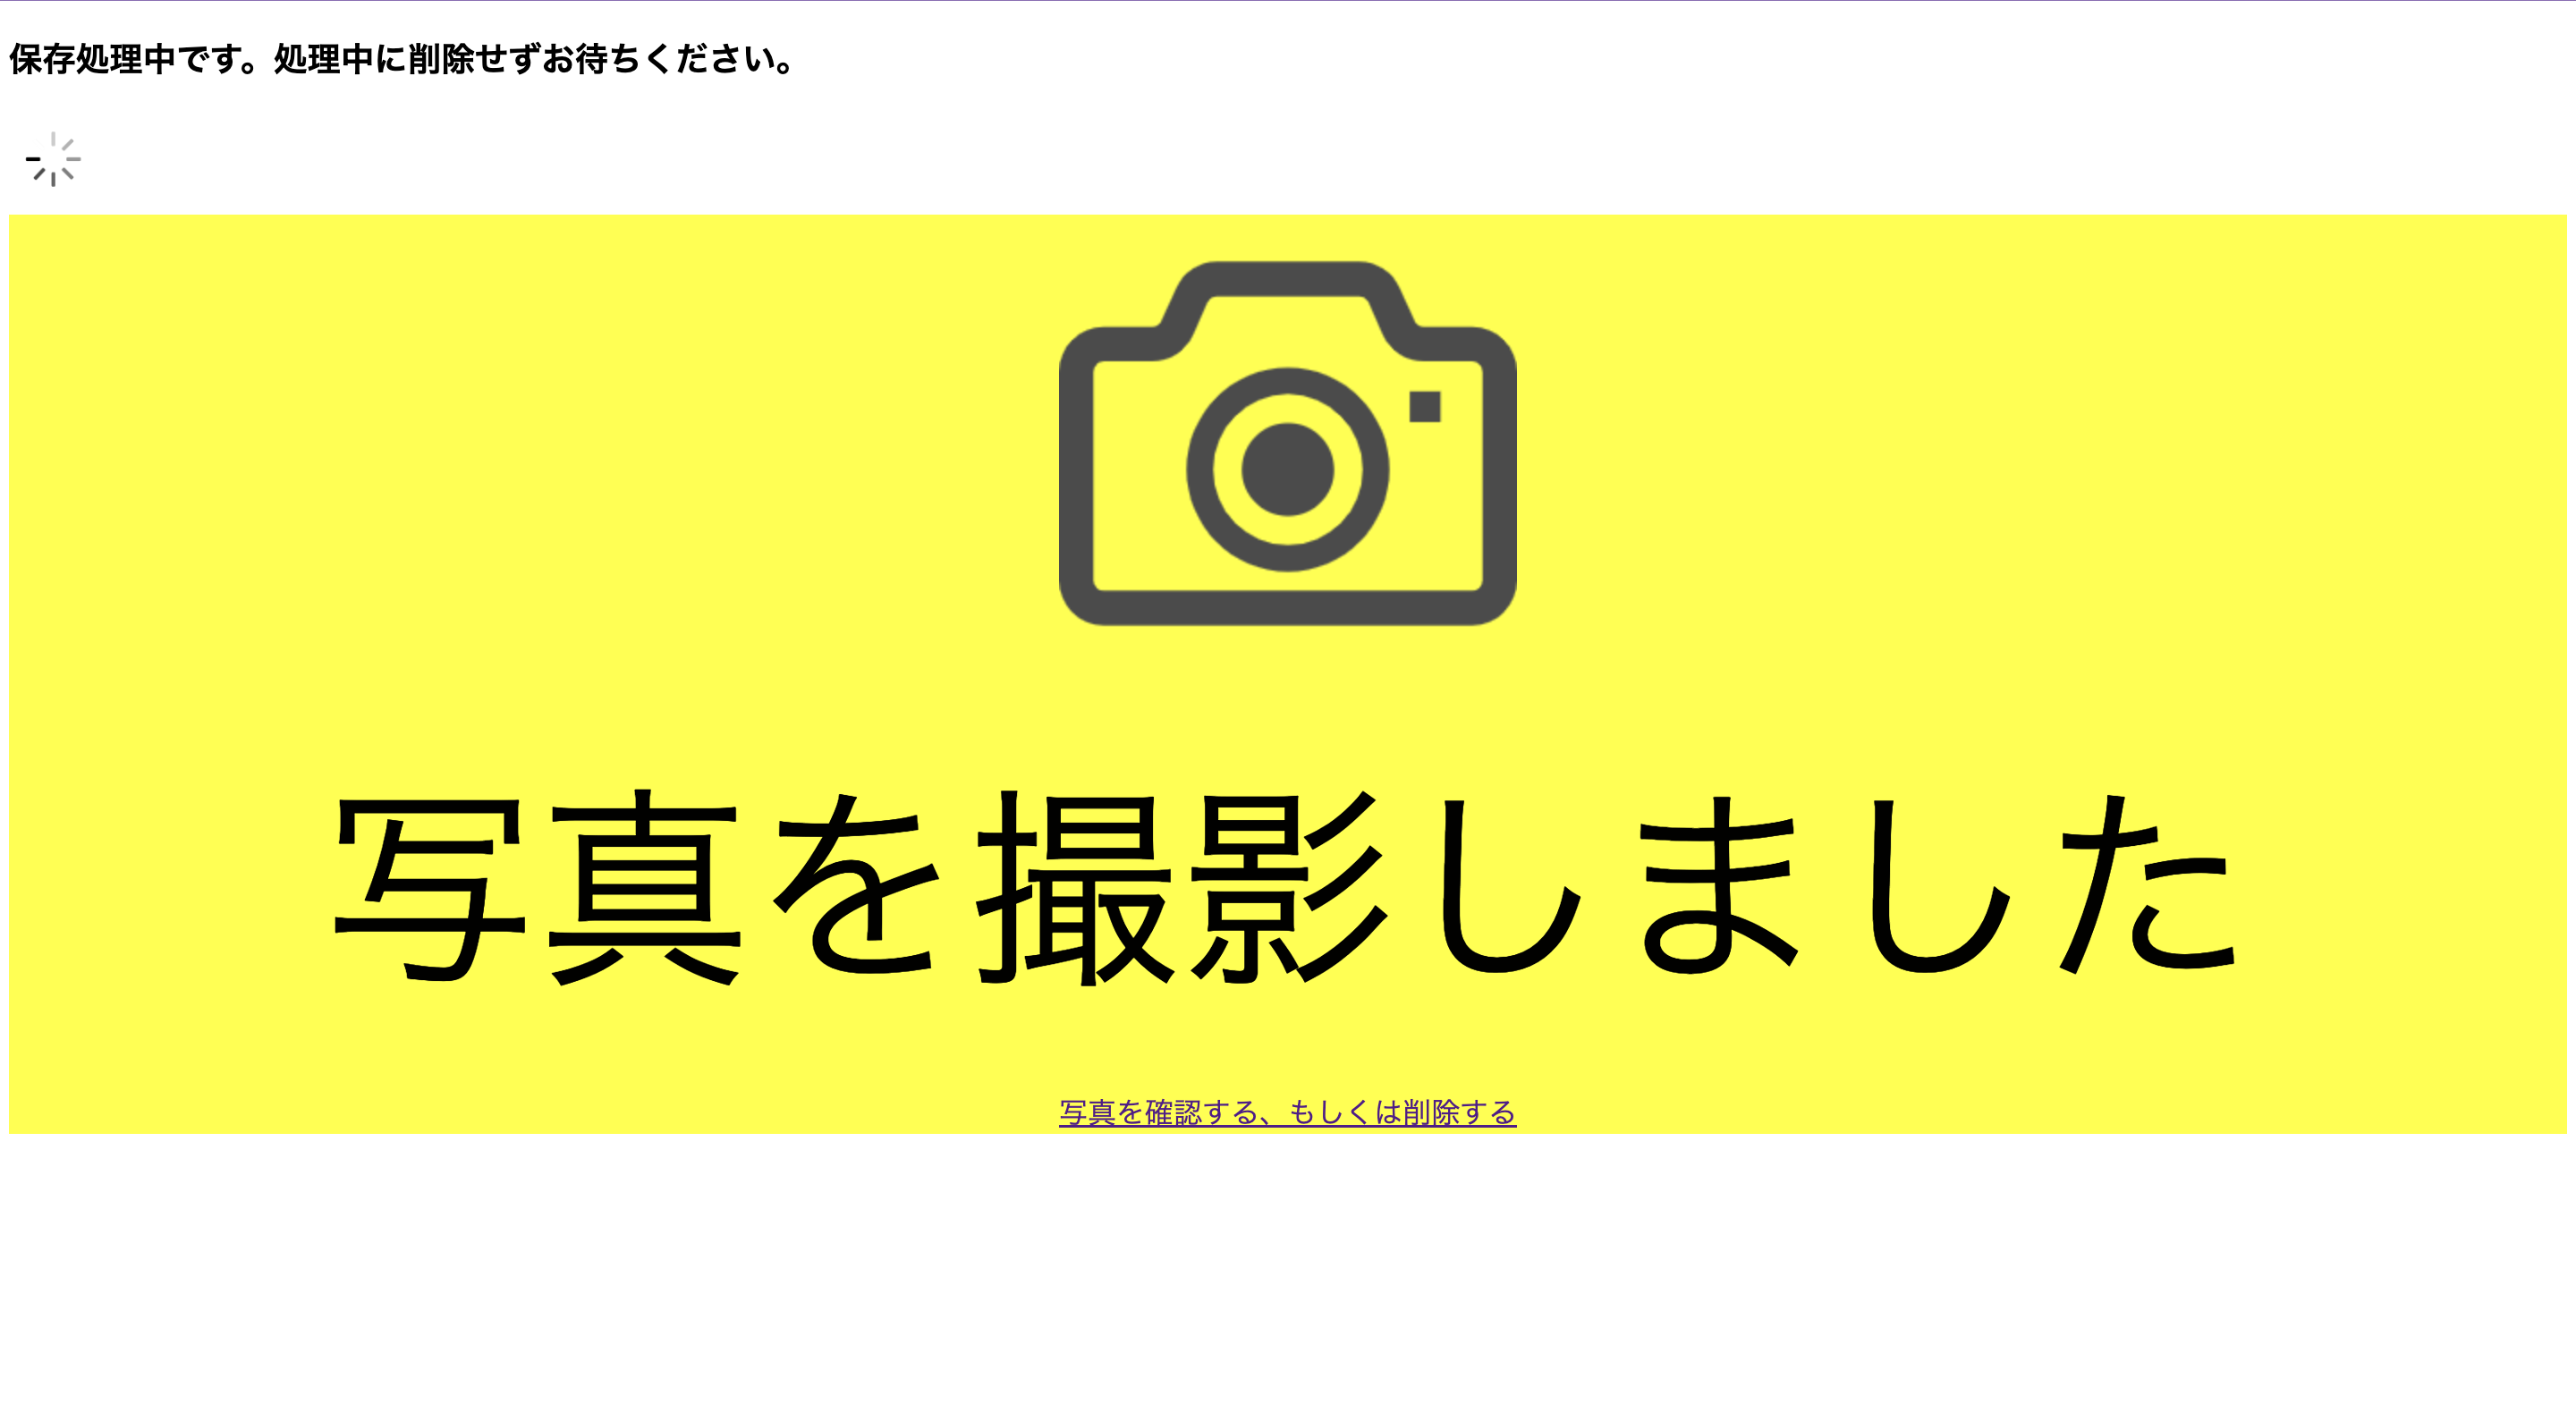 保存処理中です。処理中に削除せずお待ちください。
写真を撮影しました
写真を確認する、もしくは削除する